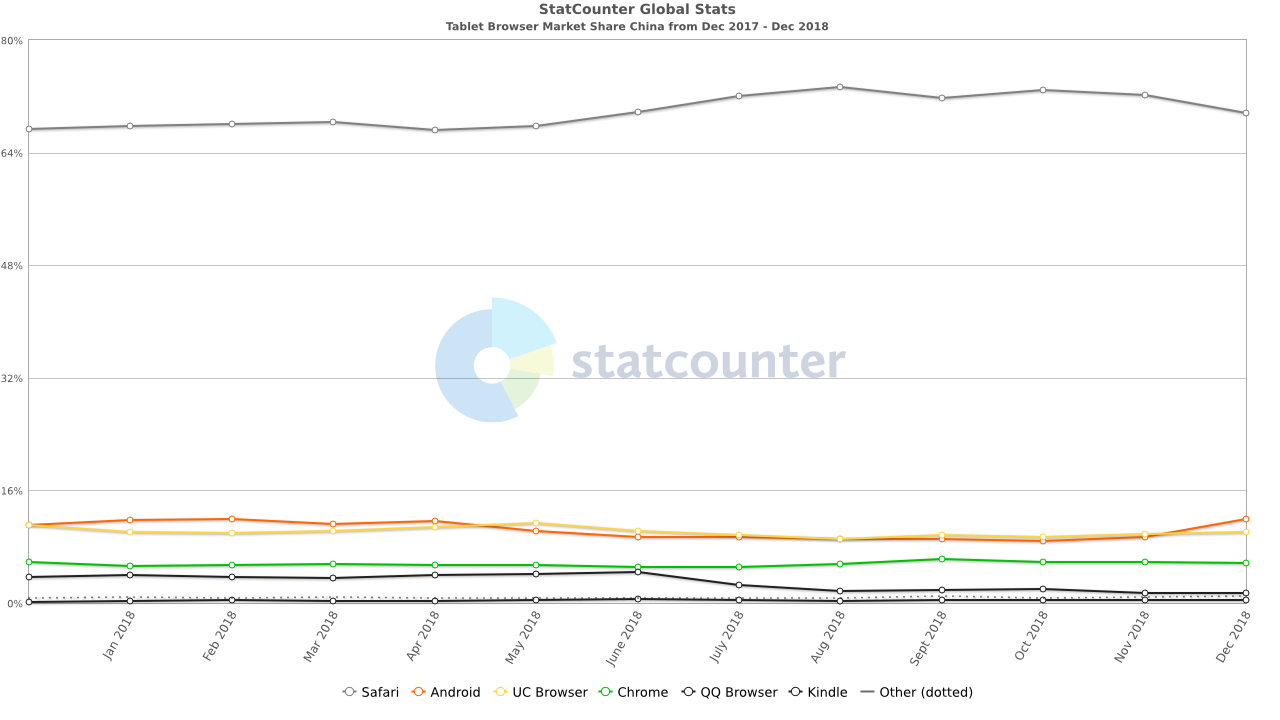 StatCounter Global Stats
Tablet Browser Market Share China from Dec 2017 - Dec 2018
80%
64%
48%
32%
16%
0%
statcounter
Jan 2018
Feb 2018
Mar 2018
Apr 2018
May 2018
June 2018
July 2018
Aug 2018
Sept 2018
Oct 2018
Nov 2018
Dec 2018
Safari Android UC Browser Chrome QQ Browser Kindle Other (dotted)